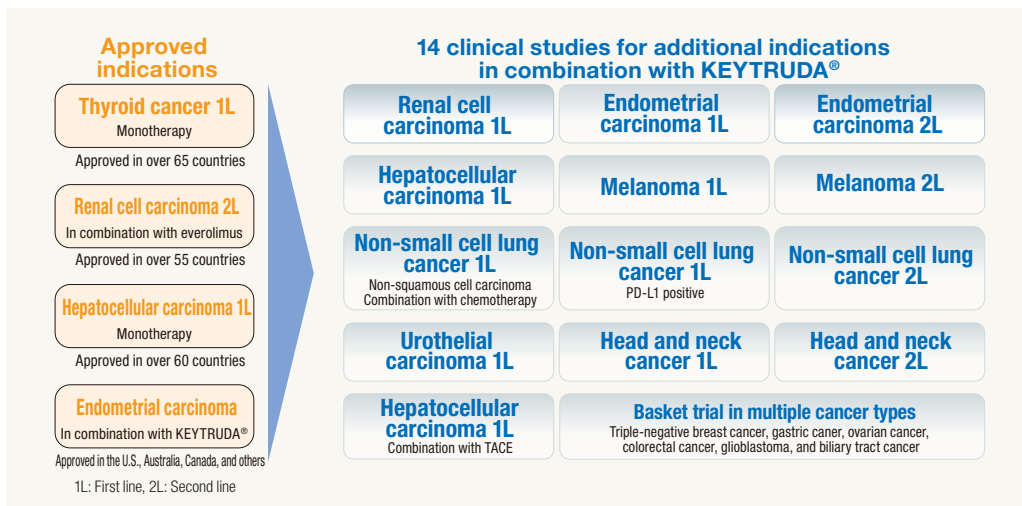 Approved
indications
Thyroid cancer 1L
Monotherapy
Approved in over 65 countries
Renal cell carcinoma 2L
In combination with everolimus
Approved in over 55 countries
Hepatocellular carcinoma 1L
Monotherapy
Approved in over 60 countries
Endometrial carcinoma
In combination with KEYTRUDA®
Approved in the U.S., Australia, Canada, and others
1L: First line, 2L: Second line
14 clinical studies for additional indications
in combination with KEYTRUDA®
Renal cell
carcinoma 1L
Endometrial
carcinoma 1L
Endometrial
carcinoma 2L
Hepatocellular
carcinoma 1L
Melanoma 1L
Melanoma 2L
Non-small cell lung
cancer 1L
Non-squamous cell carcinoma
Combination with chemotherapy
Non-small cell lung
cancer 1L
PD-L1 positive
Non-small cell lung
cancer 2L
Urothelial
carcinoma 1L
Head and neck
cancer 1L
Head and neck
cancer 2L
Hepatocellular
carcinoma 1L
Combination with TACE
Basket trial in multiple cancer types
Triple-negative breast cancer, gastric caner, ovarian cancer,
colorectal cancer, glioblastoma, and biliary tract cancer